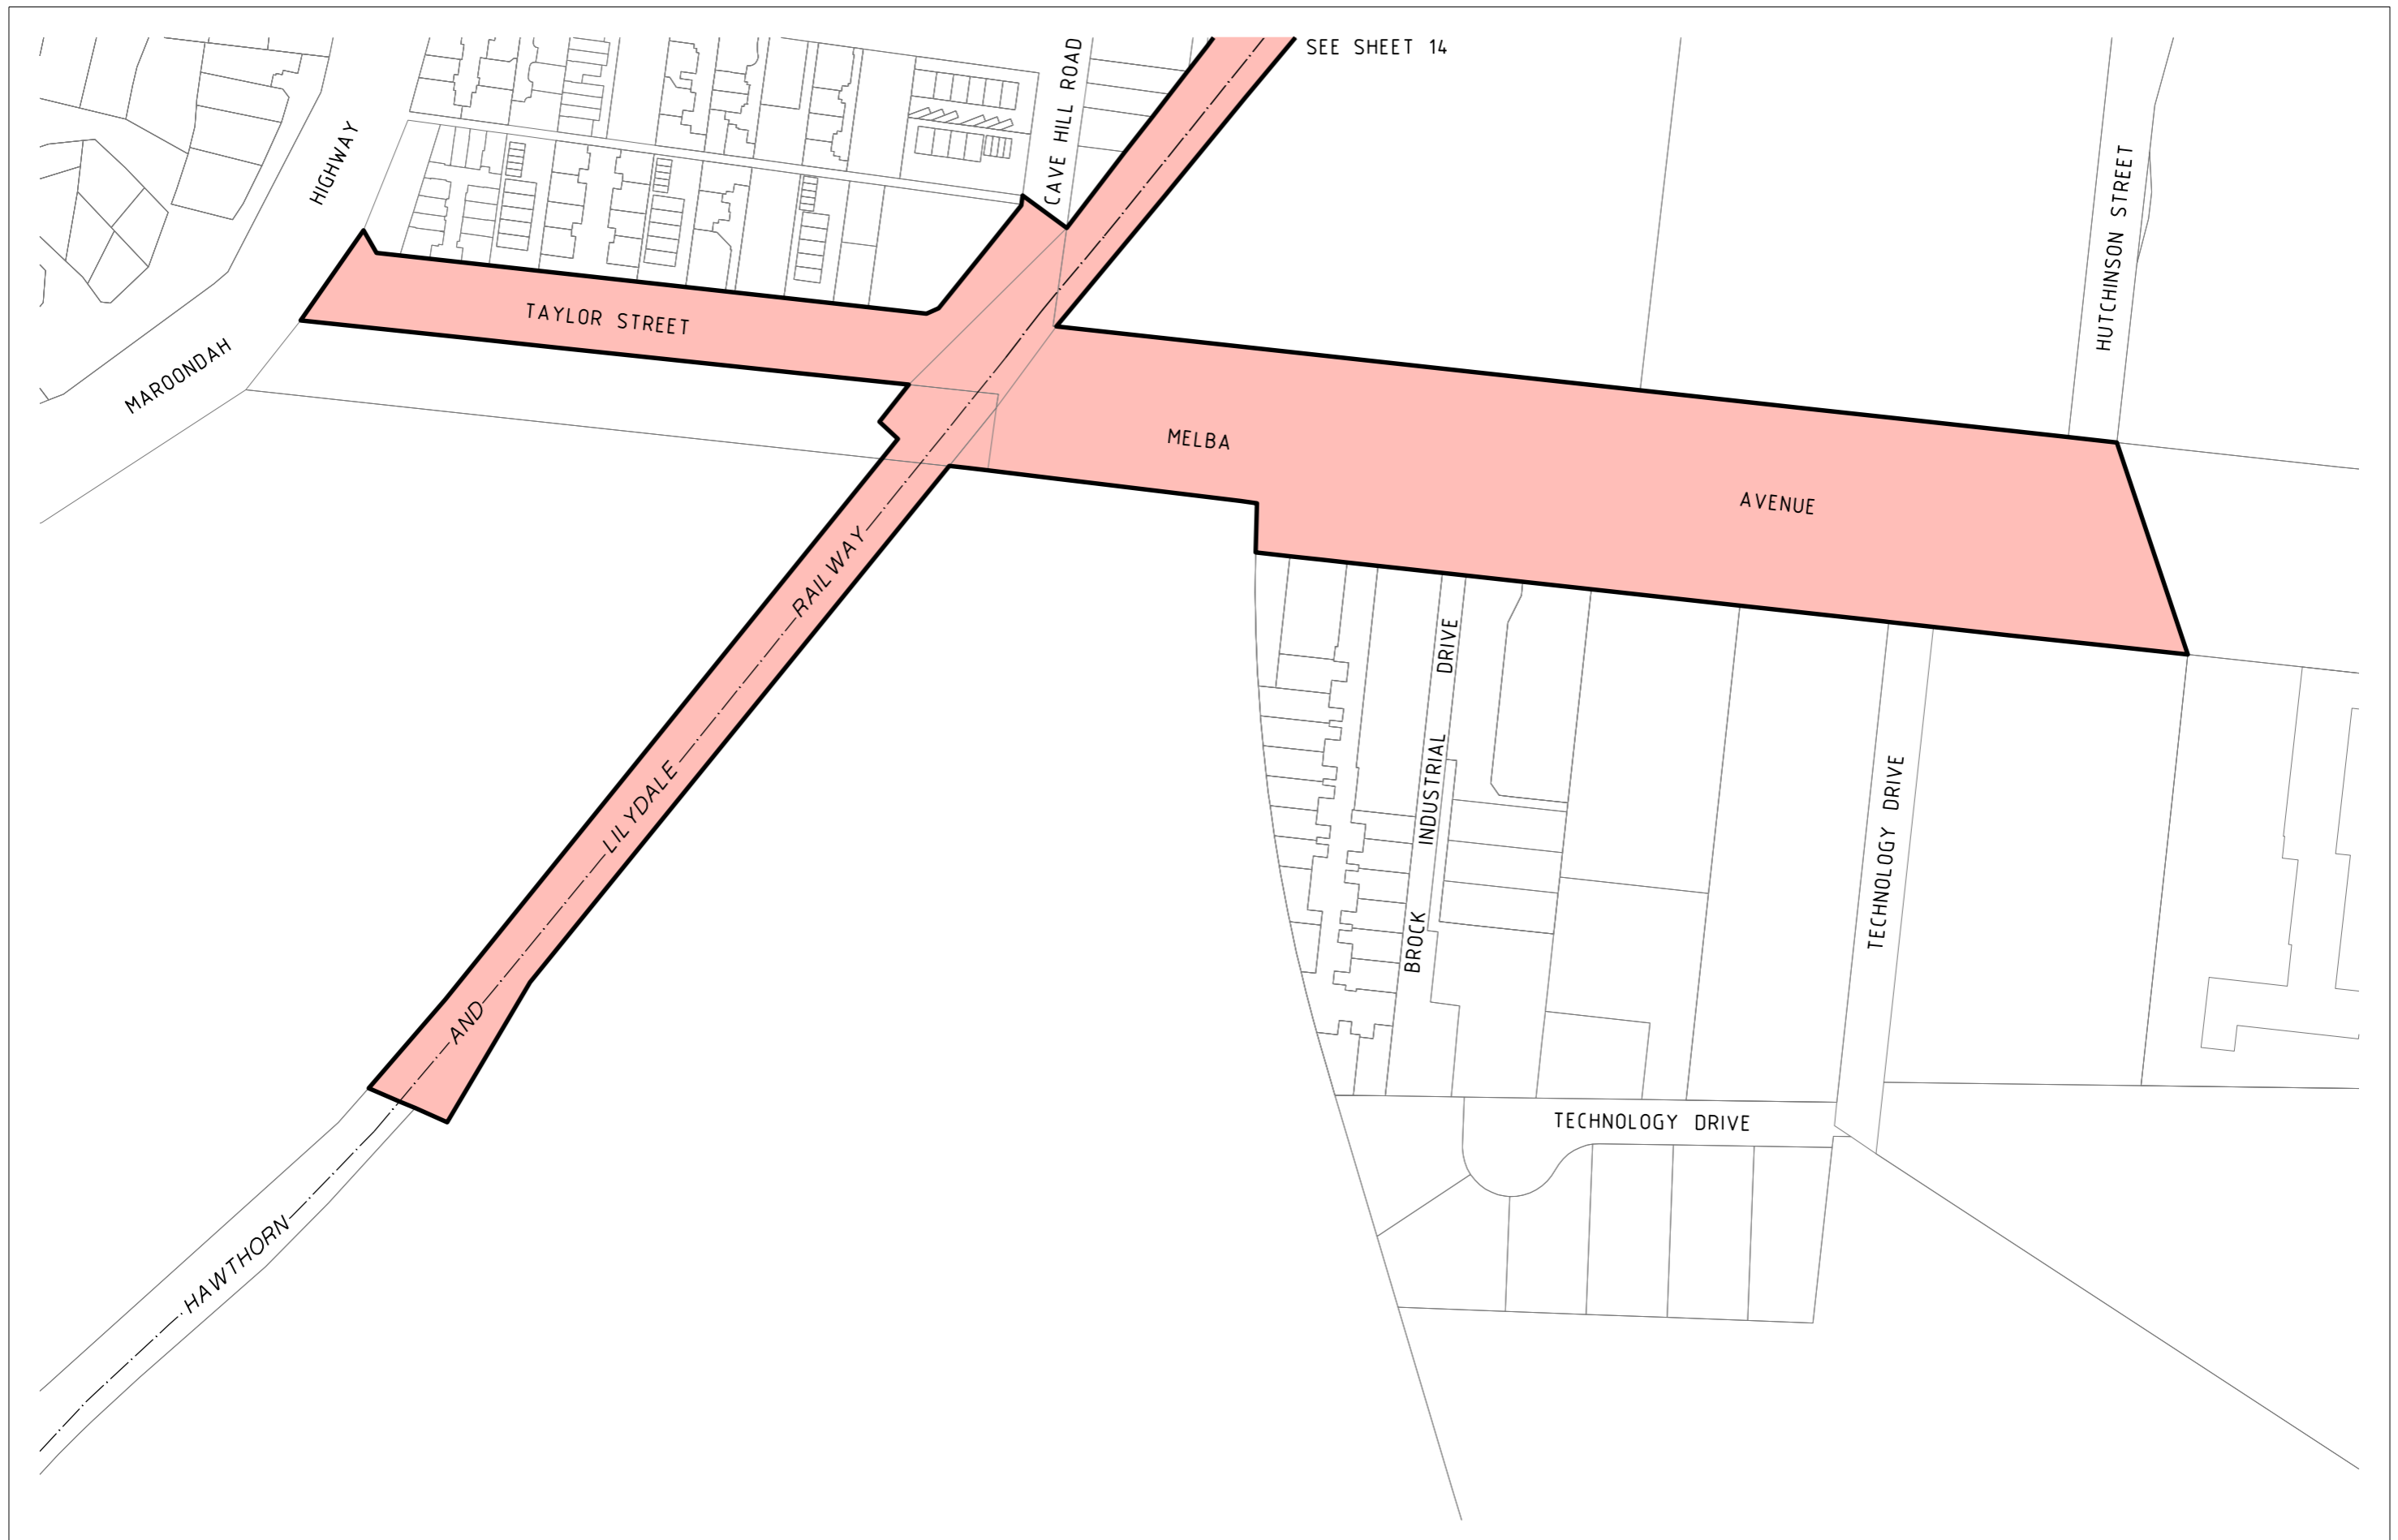 SEE SHEET 14
CAVE HILL ROAD
HIGHWAY
HUTCHINSON STREET
TAYLOR STREET
MAROONDAH
MELBA
AVENUE
RAILWAY
LILYDALE
AND
HAWTHORN
DRIVE
INDUSTRIAL
BROCK
TECHNOLOGY DRIVE
TECHNOLOGY DRIVE